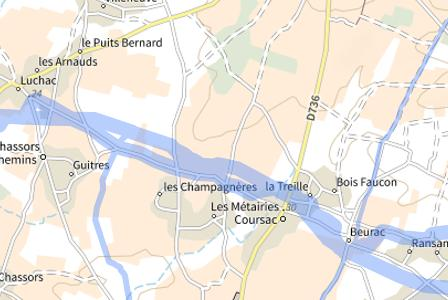 le Puits Bernard
les Arnauds
Luchac
24
D736
Guitres
les Champagnères
la Treille
Bois Faucon
Les Métairies
30
Coursac
Beurac
Chassors